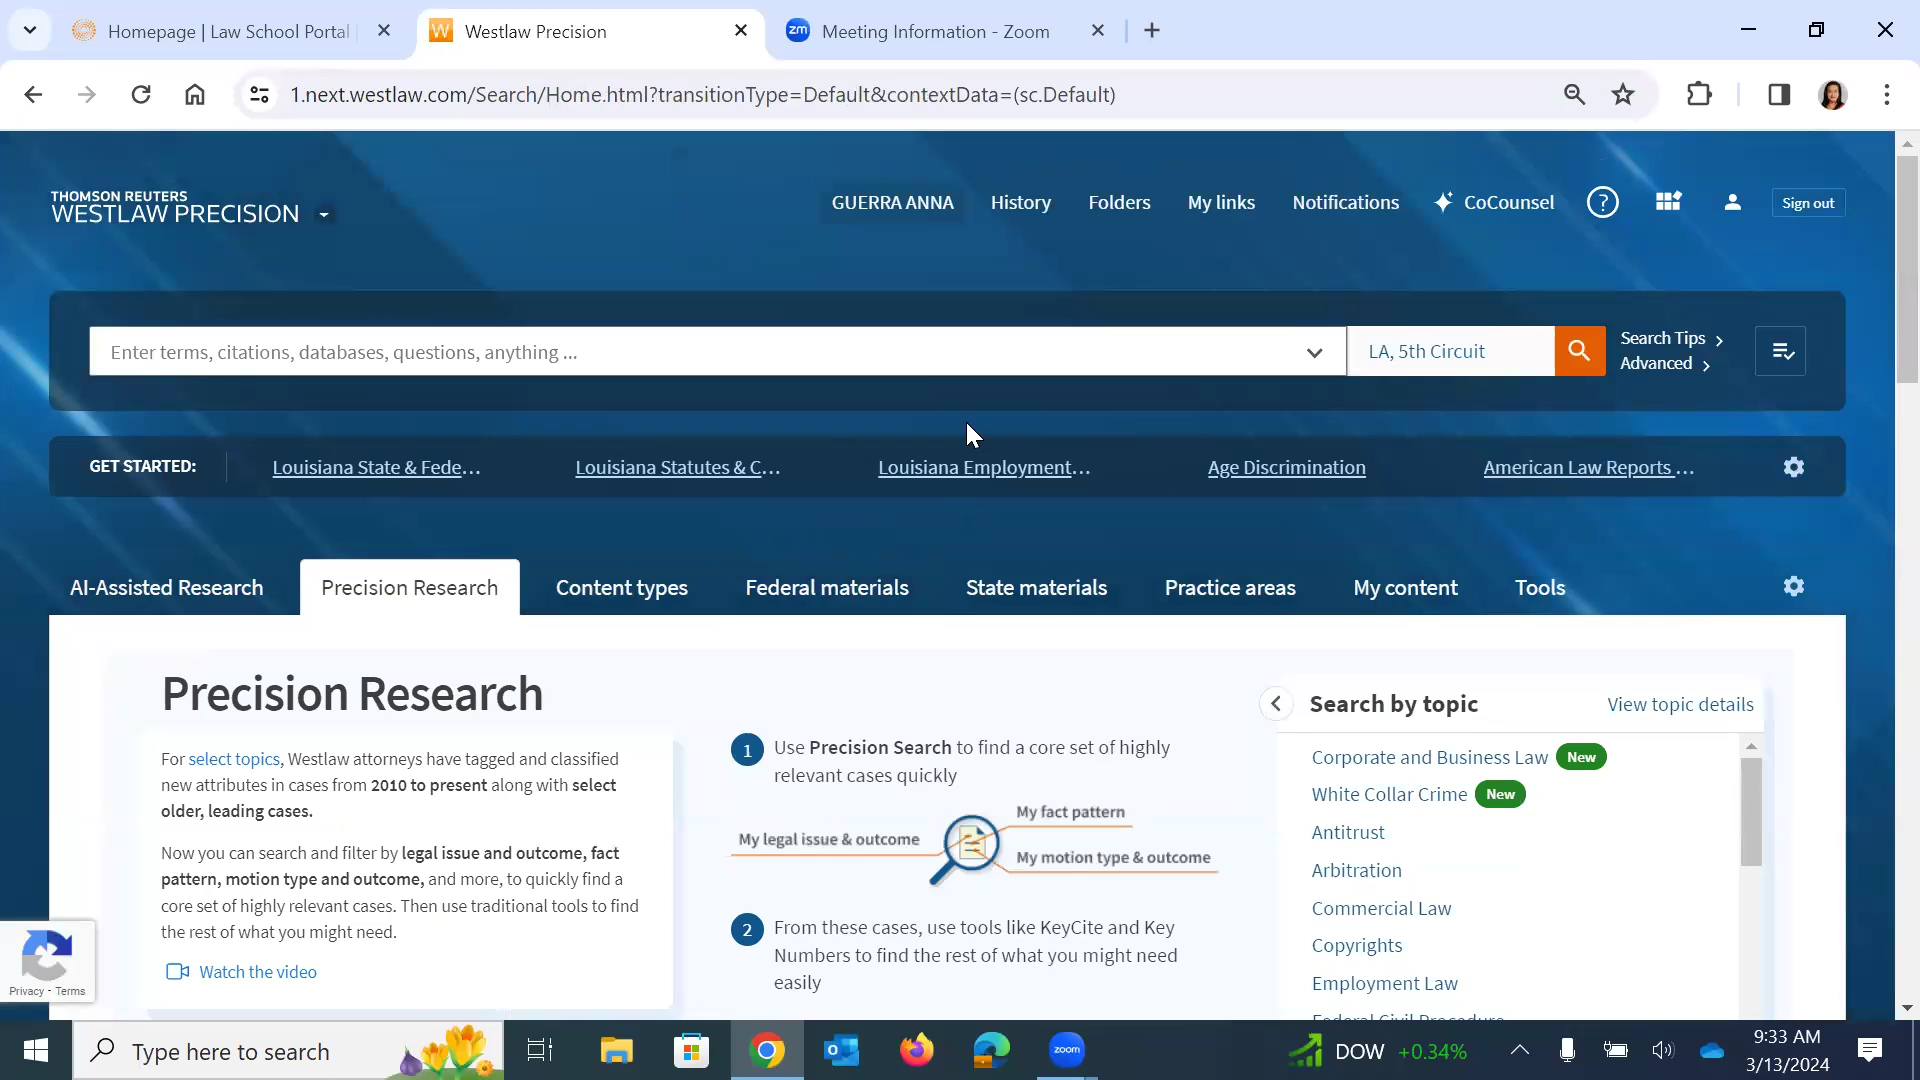 Homepage | Law School Portal
W Westlaw Precision
zm Meeting Information - Zoom
1.next.westlaw.com/Search/Home.html?transitionType=Default&contextData=(sc.Default)
THOMSON REUTERS
WESTLAW PRECISION
GUERRA ANNA History Folders My links Notifications CoCounsel ? Sign out
Enter terms, citations, databases, questions, anything ...
LA, 5th Circuit
Search Tips
Advanced
GET STARTED: Louisiana State & Fede... Louisiana Statutes & C... Louisiana Employment... Age Discrimination American Law Reports ...
AI-Assisted Research Precision Research Content types Federal materials State materials Practice areas My content Tools
Precision Research
For select topics, Westlaw attorneys have tagged and classified
new attributes in cases from 2010 to present along with select
older, leading cases.
Now you can search and filter by legal issue and outcome, fact
pattern, motion type and outcome, and more, to quickly find a
core set of highly relevant cases. Then use traditional tools to find
the rest of what you might need.
Watch the video
1 Use Precision Search to find a core set of highly
relevant cases quickly
My fact pattern
My legal issue & outcome
My motion type & outcome
2 From these cases, use tools like KeyCite and Key
Numbers to find the rest of what you might need
easily
Search by topic View topic details
Corporate and Business Law New
White Collar Crime New
Antitrust
Arbitration
Commercial Law
Copyrights
Employment Law
Federal Civil Procedure
Privacy - Terms
Type here to search
zoom
DOW +0.34%
9:33 AM
3/13/2024